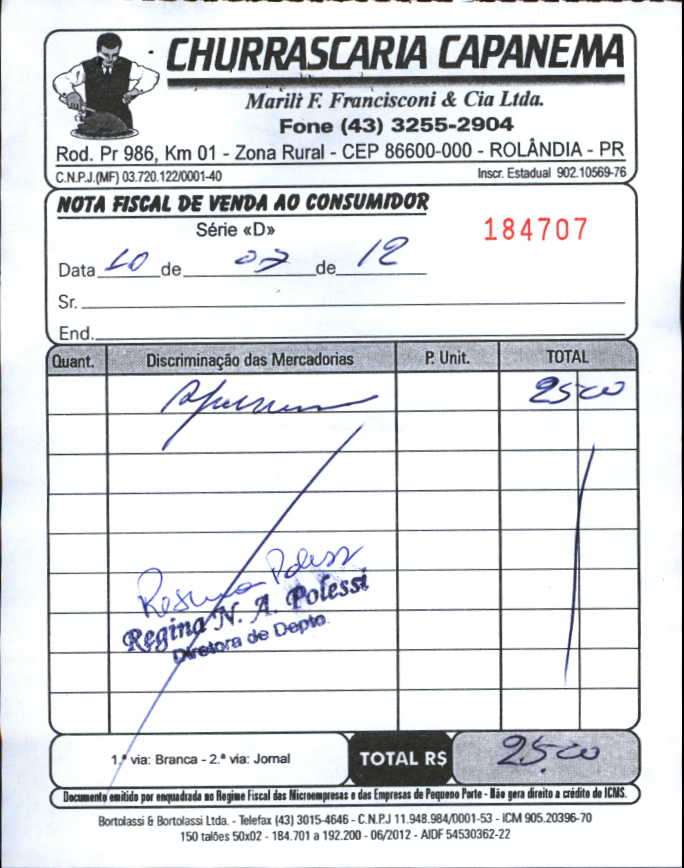 CHURRASCARIA CAPANEMA
Marili F. Francisconi & Cia Ltda.
Fone (43) 3255-2904
Rod. Pr 986, Km 01 - Zona Rural - CEP 86600-000 - ROLÂNDIA - PR
C.N.P.J.(MF) 03.720.122/0001-40 Inscr. Estadual 902.10569-76
NOTA FISCAL DE VENDA AO CONSUMIDOR
Série «D» 184707
Data 10 de 07 de 12
Sr.
End.
Quant. Discriminação das Mercadorias P. Unit. TOTAL
25 00
Regina N. A. Polessi
Diretora de Depto.
1.ª via: Branca - 2.ª via: Jornal TOTAL R$ 25,00
Documento emitido por enquadrada no Regime Fiscal das Microempresas e das Empresas de Pequeno Porte - Não gera direito a crédito de ICMS.
Bortolassi & Bortolassi Ltda. - Telefax (43) 3015-4646 - C.N.P.J 11.948.984/0001-53 - ICM 905.20396-70
150 talões 50x02 - 184.701 a 192.200 - 06/2012 - AIDF 54530362-22